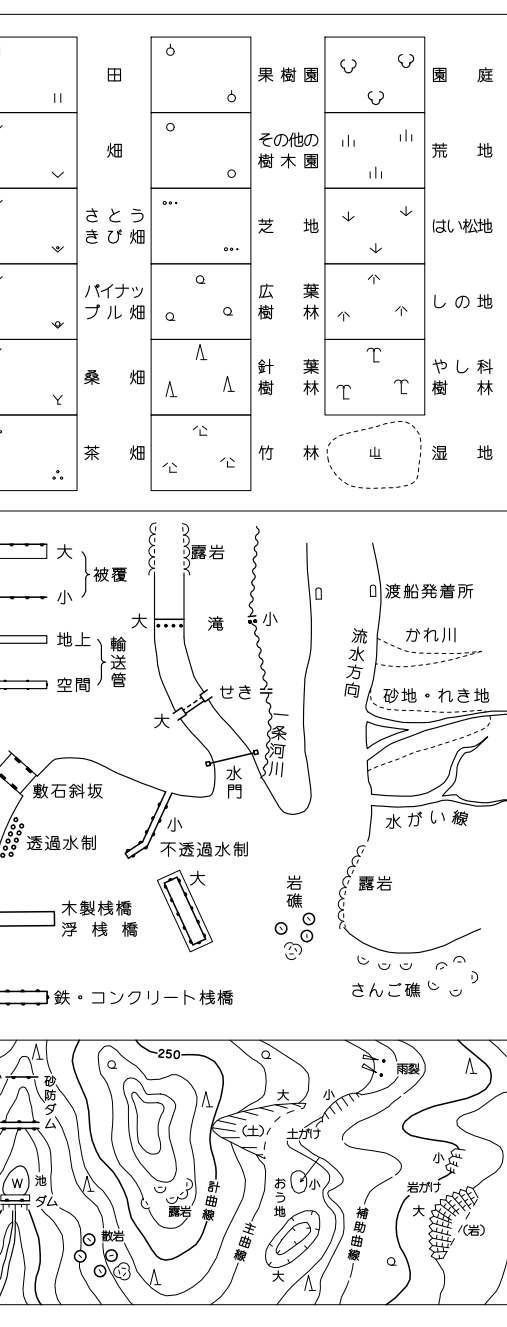 田
果樹園
園庭
畑
その他の
樹木園
荒地
さとう
きび畑
芝地
はい松地
パイナッ
プル畑
広葉
樹林
しの地
桑畑
針葉
樹林
やし科
樹林
茶畑
竹林
湿地
大
被覆
小
地上
輸送管
空間
露岩
大
滝
小
せき
大
一条河川
水門
渡船発着所
流水方向
かれ川
砂地・れき地
水がい線
敷石斜坂
小
透過水制
不透過水制
大
岩礁
露岩
木製桟橋
浮桟橋
さんご礁
鉄・コンクリート桟橋
250
砂防ダム
大
小
雨裂
(土)
土がけ
小
W
池
ダム
計曲線
露岩
おう地
小
岩がけ
大
(岩)
散岩
主曲線
補助曲線
大